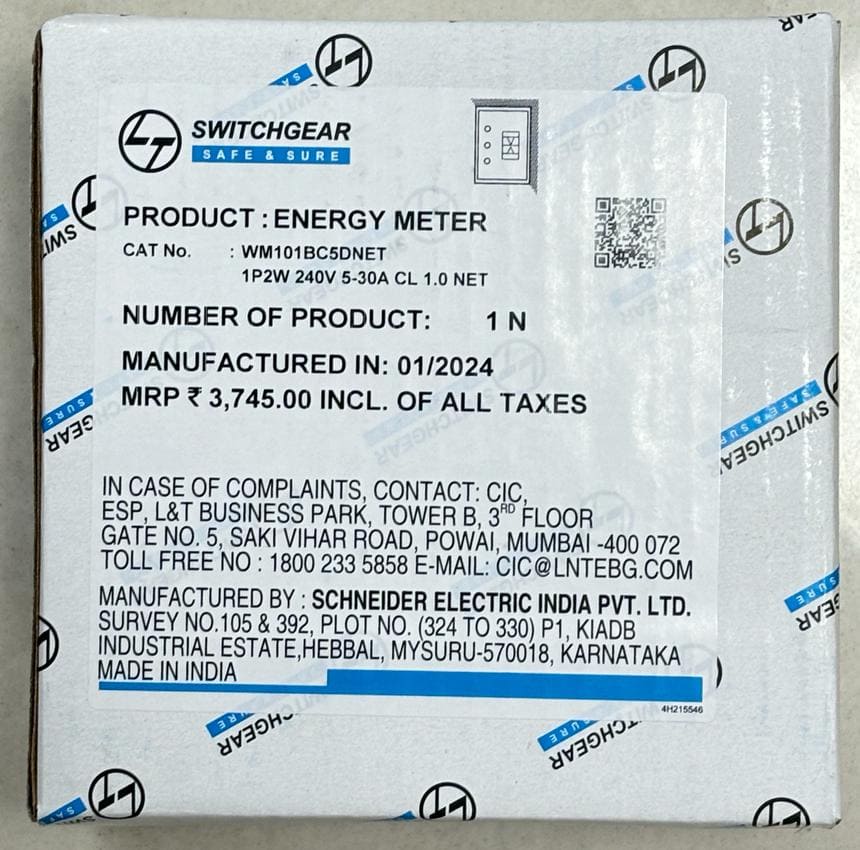 LT SWITCHGEAR
SAFE & SURE
PRODUCT : ENERGY METER
CAT No. : WM101BC5DNET
1P2W 240V 5-30A CL 1.0 NET
NUMBER OF PRODUCT: 1 N
MANUFACTURED IN: 01/2024
MRP ₹ 3,745.00 INCL. OF ALL TAXES
IN CASE OF COMPLAINTS, CONTACT: CIC,
ESP, L&T BUSINESS PARK, TOWER B, 3RD FLOOR
GATE NO. 5, SAKI VIHAR ROAD, POWAI, MUMBAI -400 072
TOLL FREE NO : 1800 233 5858 E-MAIL: CIC@LNTEBG.COM
MANUFACTURED BY : SCHNEIDER ELECTRIC INDIA PVT. LTD.
SURVEY NO.105 & 392, PLOT NO. (324 TO 330) P1, KIADB
INDUSTRIAL ESTATE,HEBBAL, MYSURU-570018, KARNATAKA
MADE IN INDIA
4H215546
SWITCHGEAR
SAFE & SURE